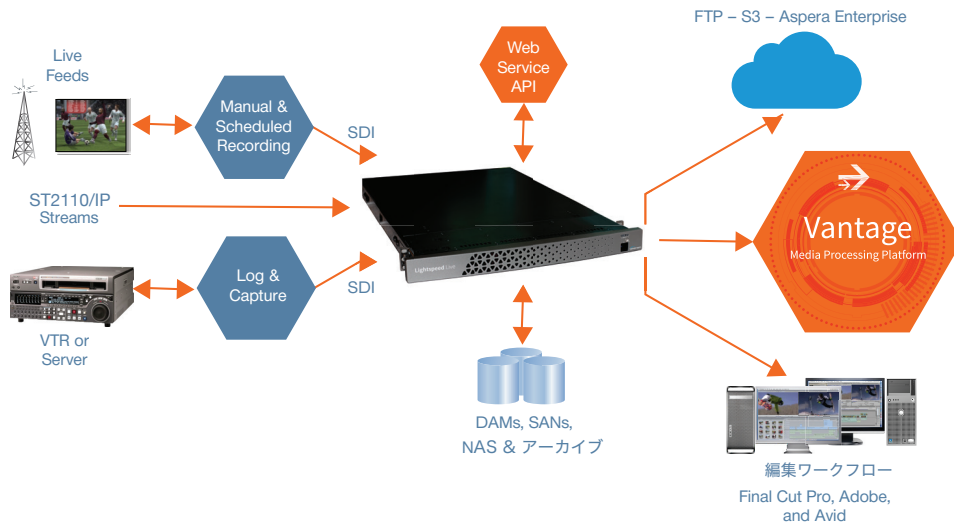 FTP – S3 – Aspera Enterprise
Live
Feeds
Manual &
Scheduled
Recording
SDI
Web
Service
API
ST2110/IP
Streams
Lightspeed Live
Vantage
Media Processing Platform
Log &
Capture
SDI
VTR or
Server
DAMs, SANs,
NAS & アーカイブ
編集ワークフロー
Final Cut Pro, Adobe,
and Avid